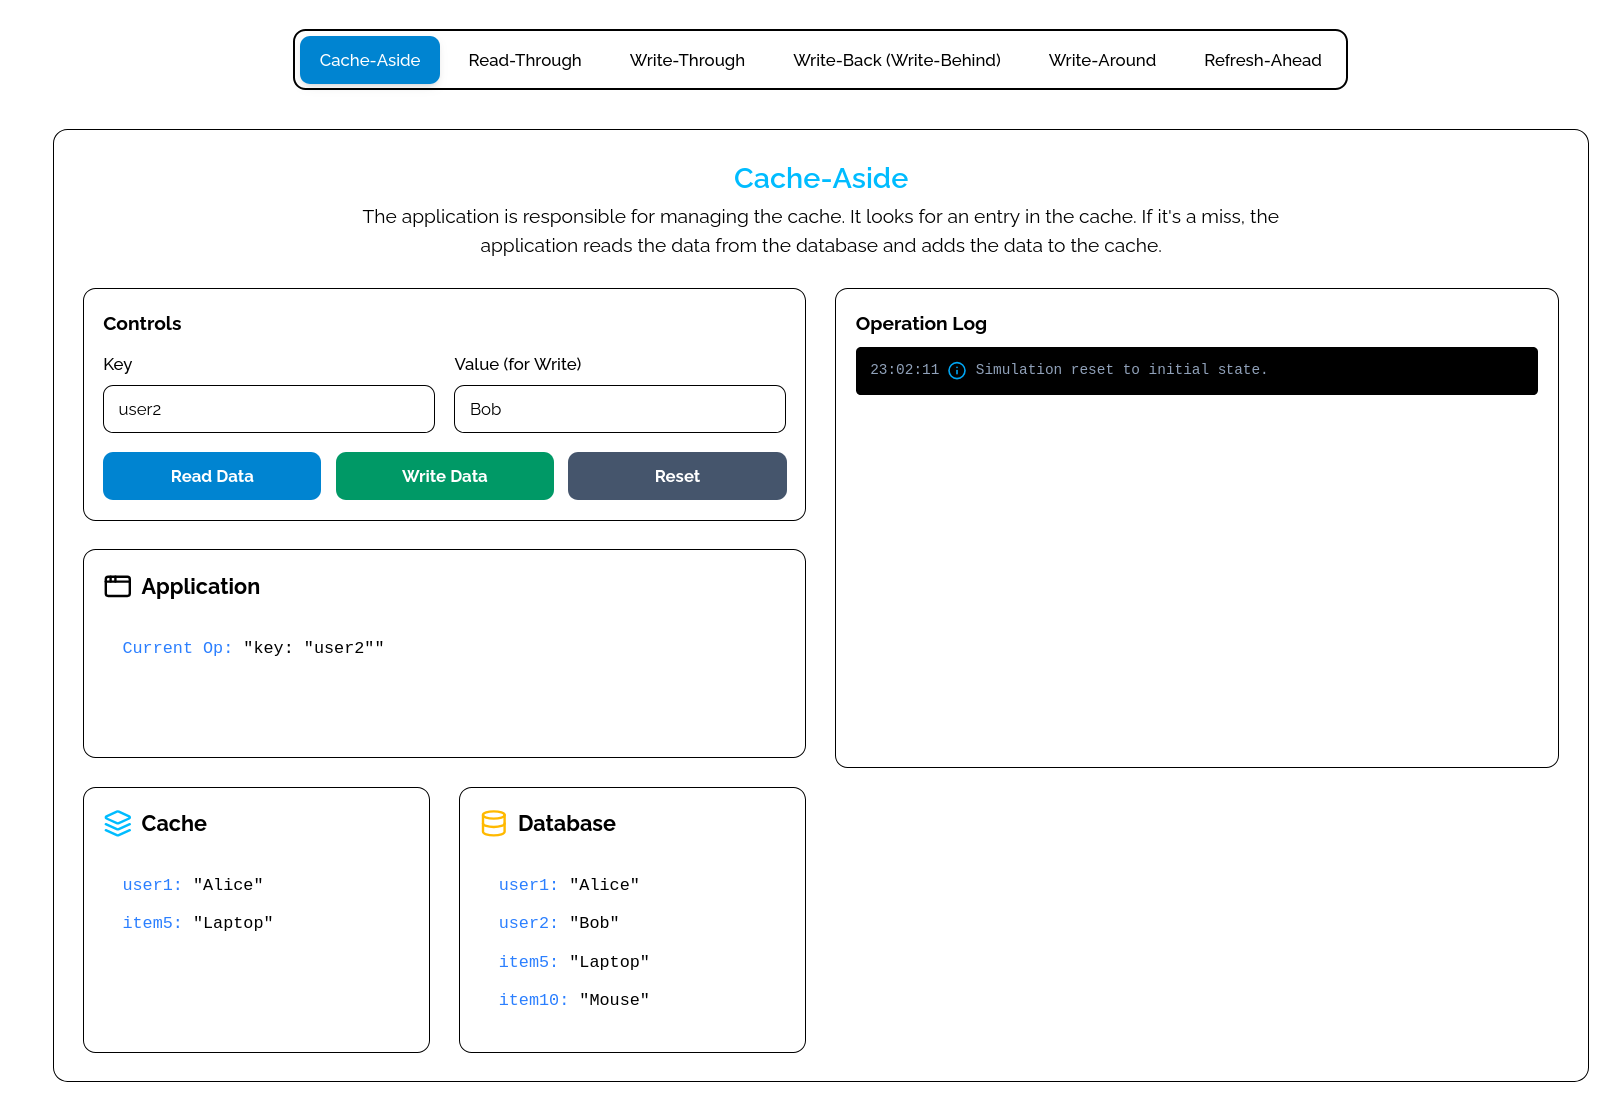 Cache-Aside
Read-Through
Write-Through
Write-Back (Write-Behind)
Write-Around
Refresh-Ahead
Cache-Aside
The application is responsible for managing the cache. It looks for an entry in the cache. If it's a miss, the
application reads the data from the database and adds the data to the cache.
Controls
Key
Value (for Write)
user2
Bob
Read Data
Write Data
Reset
Operation Log
23:02:11 Simulation reset to initial state.
Application
Current Op: "key: "user2""
Cache
user1: "Alice"
item5: "Laptop"
Database
user1: "Alice"
user2: "Bob"
item5: "Laptop"
item10: "Mouse"